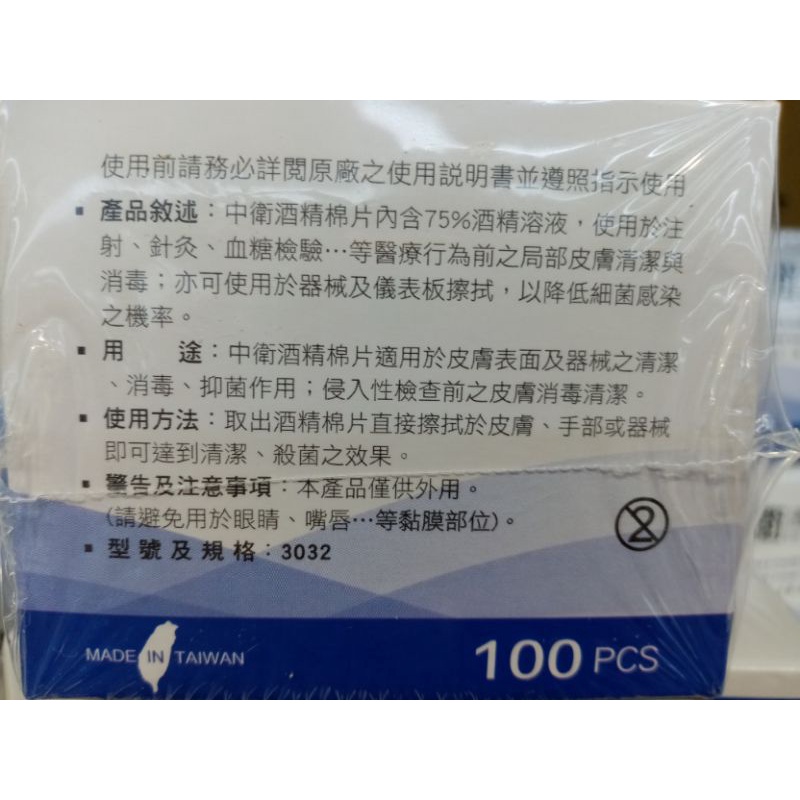 使用前請務必詳閱原廠之使用説明書並遵照指示使用
▪ 產品敘述：中衛酒精棉片內含75%酒精溶液，使用於注
射、針灸、血糖檢驗…等醫療行為前之局部皮膚清潔與
消毒；亦可使用於器械及儀表板擦拭，以降低細菌感染
之機率。
▪ 用　　途：中衛酒精棉片適用於皮膚表面及器械之清潔
、消毒、抑菌作用；侵入性檢查前之皮膚消毒清潔。
▪ 使用方法：取出酒精棉片直接擦拭於皮膚、手部或器械
即可達到清潔、殺菌之效果。
▪ 警告及注意事項：本產品僅供外用。
(請避免用於眼睛、嘴唇…等黏膜部位)。
▪ 型號及規格：3032
2
MADE IN TAIWAN
100 PCS